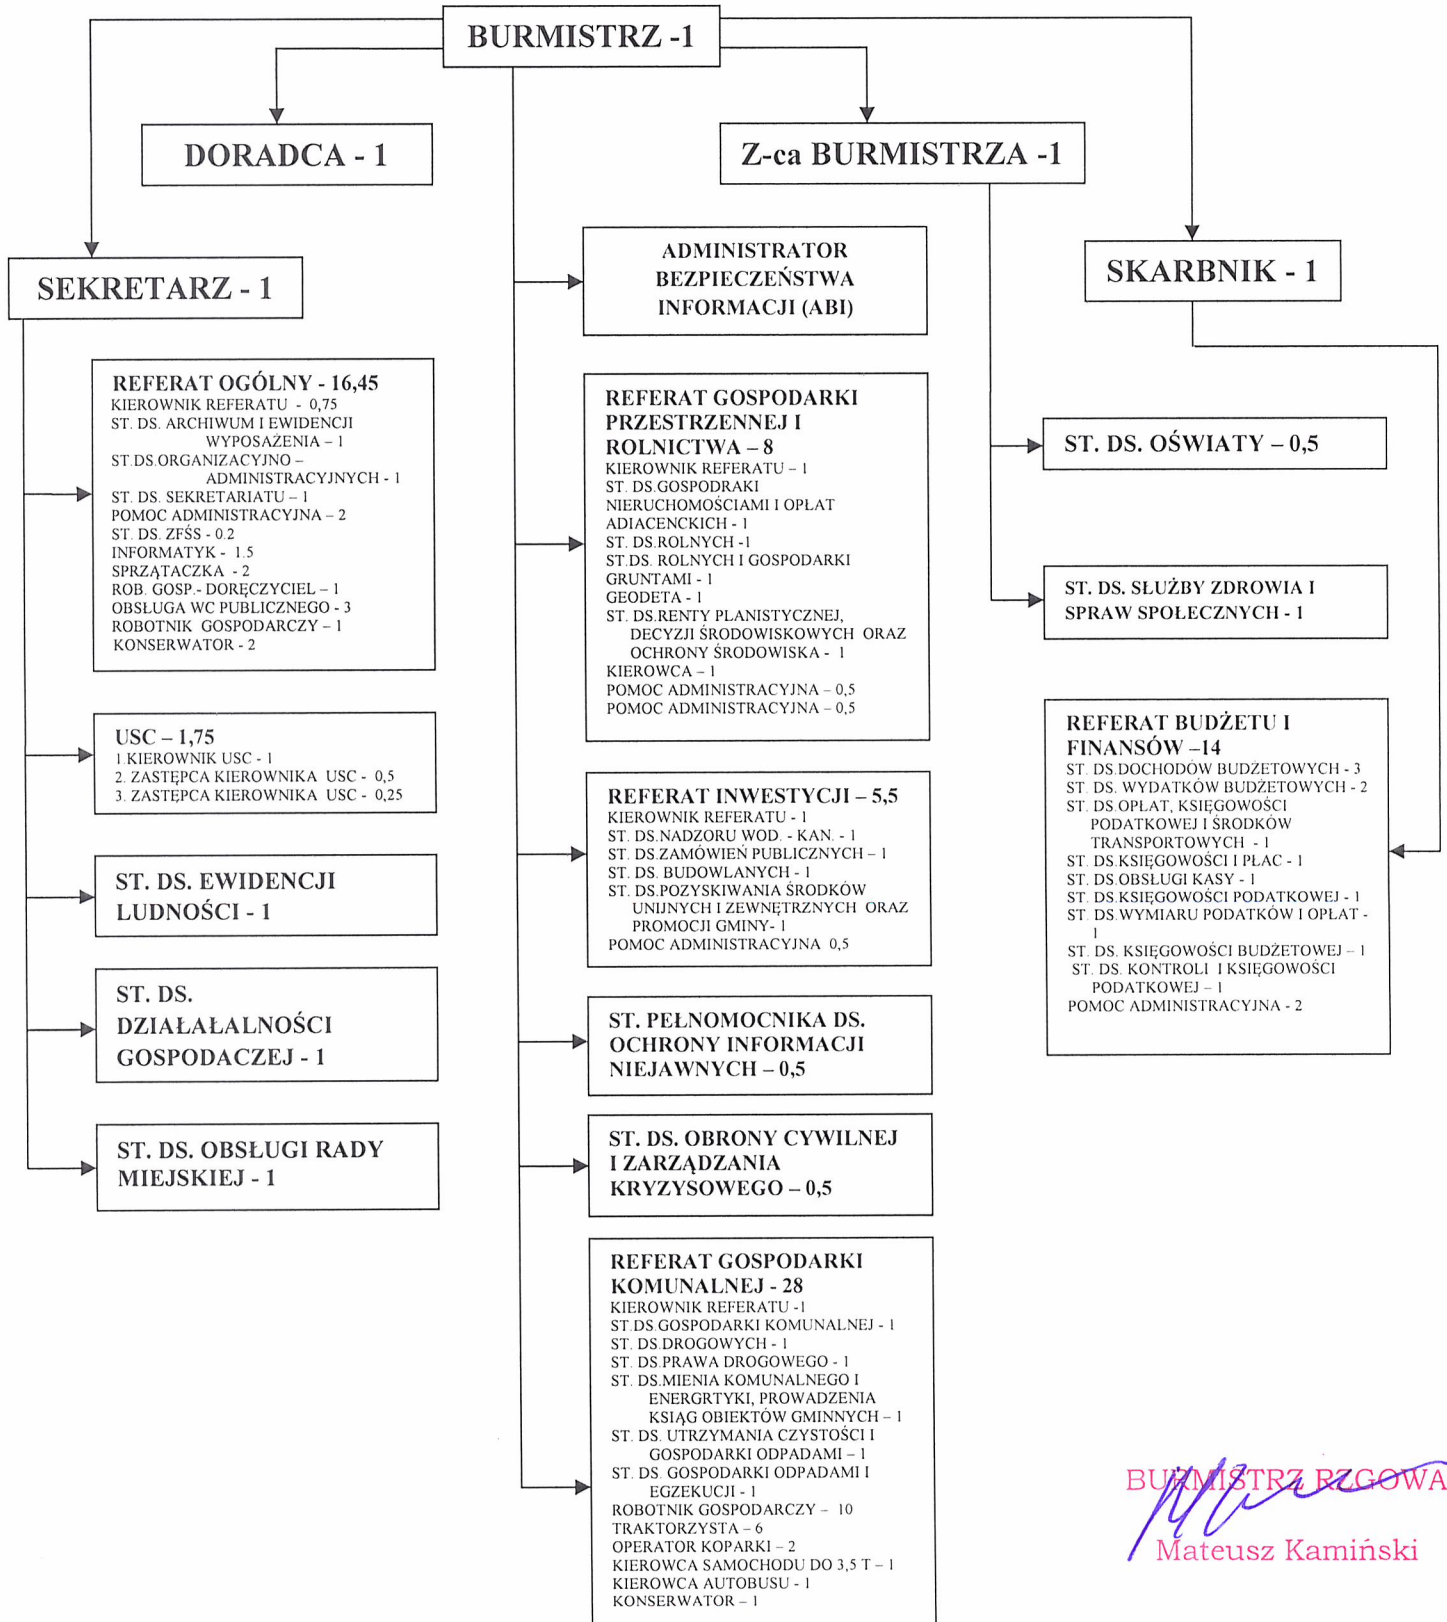 BURMISTRZ -1
DORADCA - 1
Z-ca BURMISTRZA -1
SEKRETARZ - 1
SKARBNIK - 1
REFERAT OGÓLNY - 16,45
KIEROWNIK REFERATU - 0,75
ST. DS. ARCHIWUM I EWIDENCJI
WYPOSAŻENIA – 1
ST.DS.ORGANIZACYJNO –
ADMINISTRACYJNYCH - 1
ST. DS. SEKRETARIATU – 1
POMOC ADMINISTRACYJNA – 2
ST. DS. ZFŚS - 0.2
INFORMATYK - 1.5
SPRZĄTACZKA - 2
ROB. GOSP.- DORĘCZYCIEL – 1
OBSŁUGA WC PUBLICZNEGO - 3
ROBOTNIK GOSPODARCZY – 1
KONSERWATOR - 2
USC – 1,75
1.KIEROWNIK USC - 1
2. ZASTĘPCA KIEROWNIKA USC - 0,5
3. ZASTĘPCA KIEROWNIKA USC - 0,25
ST. DS. EWIDENCJI
LUDNOŚCI - 1
ST. DS.
DZIAŁAŁALNOŚCI
GOSPODACZEJ - 1
ST. DS. OBSŁUGI RADY
MIEJSKIEJ - 1
ADMINISTRATOR
BEZPIECZEŃSTWA
INFORMACJI (ABI)
REFERAT GOSPODARKI
PRZESTRZENNEJ I
ROLNICTWA – 8
KIEROWNIK REFERATU – 1
ST. DS.GOSPODRAKI
NIERUCHOMOŚCIAMI I OPŁAT
ADIACENCKICH - 1
ST. DS.ROLNYCH -1
ST.DS. ROLNYCH I GOSPODARKI
GRUNTAMI - 1
GEODETA - 1
ST. DS.RENTY PLANISTYCZNEJ,
DECYZJI ŚRODOWISKOWYCH ORAZ
OCHRONY ŚRODOWISKA - 1
KIEROWCA – 1
POMOC ADMINISTRACYJNA – 0,5
POMOC ADMINISTRACYJNA – 0,5
REFERAT INWESTYCJI – 5,5
KIEROWNIK REFERATU - 1
ST. DS.NADZORU WOD. - KAN. - 1
ST. DS.ZAMÓWIEŃ PUBLICZNYCH – 1
ST. DS. BUDOWLANYCH - 1
ST. DS.POZYSKIWANIA ŚRODKÓW
UNIJNYCH I ZEWNĘTRZNYCH ORAZ
PROMOCJI GMINY- 1
POMOC ADMINISTRACYJNA 0,5
ST. PEŁNOMOCNIKA DS.
OCHRONY INFORMACJI
NIEJAWNYCH – 0,5
ST. DS. OBRONY CYWILNEJ
I ZARZĄDZANIA
KRYZYSOWEGO – 0,5
REFERAT GOSPODARKI
KOMUNALNEJ - 28
KIEROWNIK REFERATU -1
ST.DS.GOSPODARKI KOMUNALNEJ - 1
ST. DS.DROGOWYCH - 1
ST. DS.PRAWA DROGOWEGO - 1
ST. DS.MIENIA KOMUNALNEGO I
ENERGRTYKI, PROWADZENIA
KSIĄG OBIEKTÓW GMINNYCH – 1
ST. DS. UTRZYMANIA CZYSTOŚCI I
GOSPODARKI ODPADAMI – 1
ST. DS. GOSPODARKI ODPADAMI I
EGZEKUCJI - 1
ROBOTNIK GOSPODARCZY – 10
TRAKTORZYSTA – 6
OPERATOR KOPARKI – 2
KIEROWCA SAMOCHODU DO 3,5 T – 1
KIEROWCA AUTOBUSU - 1
KONSERWATOR – 1
ST. DS. OŚWIATY – 0,5
ST. DS. SŁUŻBY ZDROWIA I
SPRAW SPOŁECZNYCH - 1
REFERAT BUDŻETU I
FINANSÓW –14
ST. DS.DOCHODÓW BUDŻETOWYCH - 3
ST. DS. WYDATKÓW BUDŻETOWYCH - 2
ST. DS.OPŁAT, KSIĘGOWOŚCI
PODATKOWEJ I ŚRODKÓW
TRANSPORTOWYCH - 1
ST. DS.KSIĘGOWOŚCI I PŁAC - 1
ST. DS.OBSŁUGI KASY - 1
ST. DS.KSIĘGOWOŚCI PODATKOWEJ - 1
ST. DS.WYMIARU PODATKÓW I OPŁAT -
1
ST. DS. KSIĘGOWOŚCI BUDŻETOWEJ – 1
ST. DS. KONTROLI I KSIĘGOWOŚCI
PODATKOWEJ – 1
POMOC ADMINISTRACYJNA - 2
BURMISTRZ RZGOWA
Mateusz Kamiński